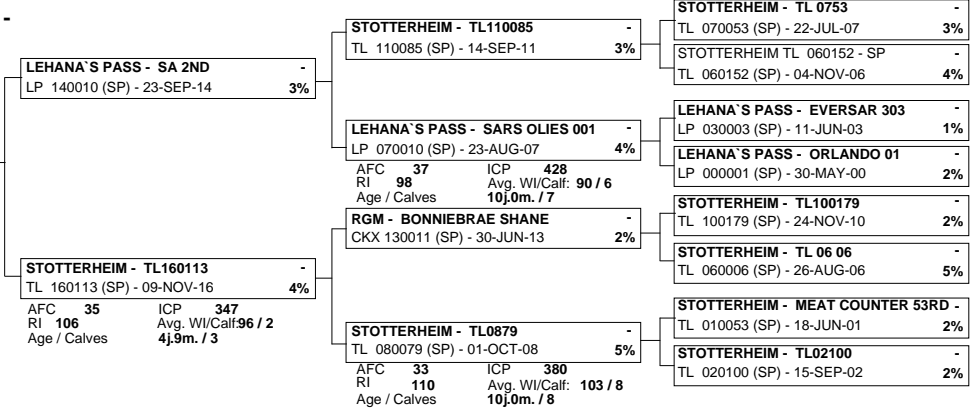 -
LEHANA`S PASS - SA 2ND -
LP 140010 (SP) - 23-SEP-14 3%
STOTTERHEIM - TL160113 -
TL 160113 (SP) - 09-NOV-16 4%
AFC 35 ICP 347
RI 106 Avg. WI/Calf:96 / 2
Age / Calves 4j.9m. / 3
STOTTERHEIM - TL110085 -
TL 110085 (SP) - 14-SEP-11 3%
LEHANA`S PASS - SARS OLIES 001 -
LP 070010 (SP) - 23-AUG-07 4%
AFC 37 ICP 428
RI 98 Avg. WI/Calf: 90 / 6
Age / Calves 10j.0m. / 7
RGM - BONNIEBRAE SHANE -
CKX 130011 (SP) - 30-JUN-13 2%
STOTTERHEIM - TL0879 -
TL 080079 (SP) - 01-OCT-08 5%
AFC 33 ICP 380
RI 110 Avg. WI/Calf: 103 / 8
Age / Calves 10j.0m. / 8
STOTTERHEIM - TL 0753 -
TL 070053 (SP) - 22-JUL-07 3%
STOTTERHEIM TL 060152 - SP -
TL 060152 (SP) - 04-NOV-06 4%
LEHANA`S PASS - EVERSAR 303 -
LP 030003 (SP) - 11-JUN-03 1%
LEHANA`S PASS - ORLANDO 01 -
LP 000001 (SP) - 30-MAY-00 2%
STOTTERHEIM - TL100179 -
TL 100179 (SP) - 24-NOV-10 2%
STOTTERHEIM - TL 06 06 -
TL 060006 (SP) - 26-AUG-06 5%
STOTTERHEIM - MEAT COUNTER 53RD -
TL 010053 (SP) - 18-JUN-01 2%
STOTTERHEIM - TL02100 -
TL 020100 (SP) - 15-SEP-02 2%